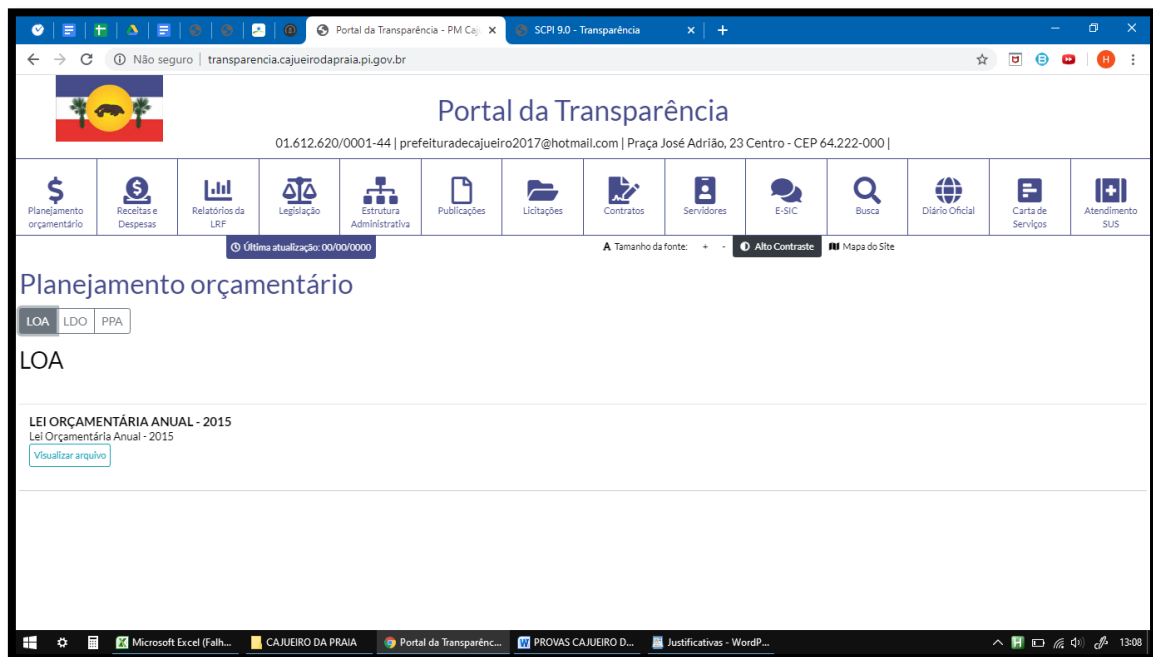 Portal da Transparência - PM Caj
SCPI 9.0 - Transparência
Não seguro | transparencia.cajueirodapraia.pi.gov.br
H
Portal da Transparência
01.612.620/0001-44 | prefeituradecajueiro2017@hotmail.com | Praça José Adrião, 23 Centro - CEP 64.222-000 |
Planejamento
orçamentário
Receitas e
Despesas
Relatórios da
LRF
Legislação
Estrutura
Administrativa
Publicações
Licitações
Contratos
Servidores
E-SIC
Busca
Diário Oficial
Carta de
Serviços
Atendimento
SUS
Última atualização: 00/00/0000
A Tamanho da fonte: + - Alto Contraste Mapa do Site
Planejamento orçamentário
LOA LDO PPA
LOA
LEI ORÇAMENTÁRIA ANUAL - 2015
Lei Orçamentária Anual - 2015
Visualizar arquivo
Microsoft Excel (Falh... CAJUEIRO DA PRAIA Portal da Transparênc... PROVAS CAJUEIRO D... Justificativas - WordP... H 13:08